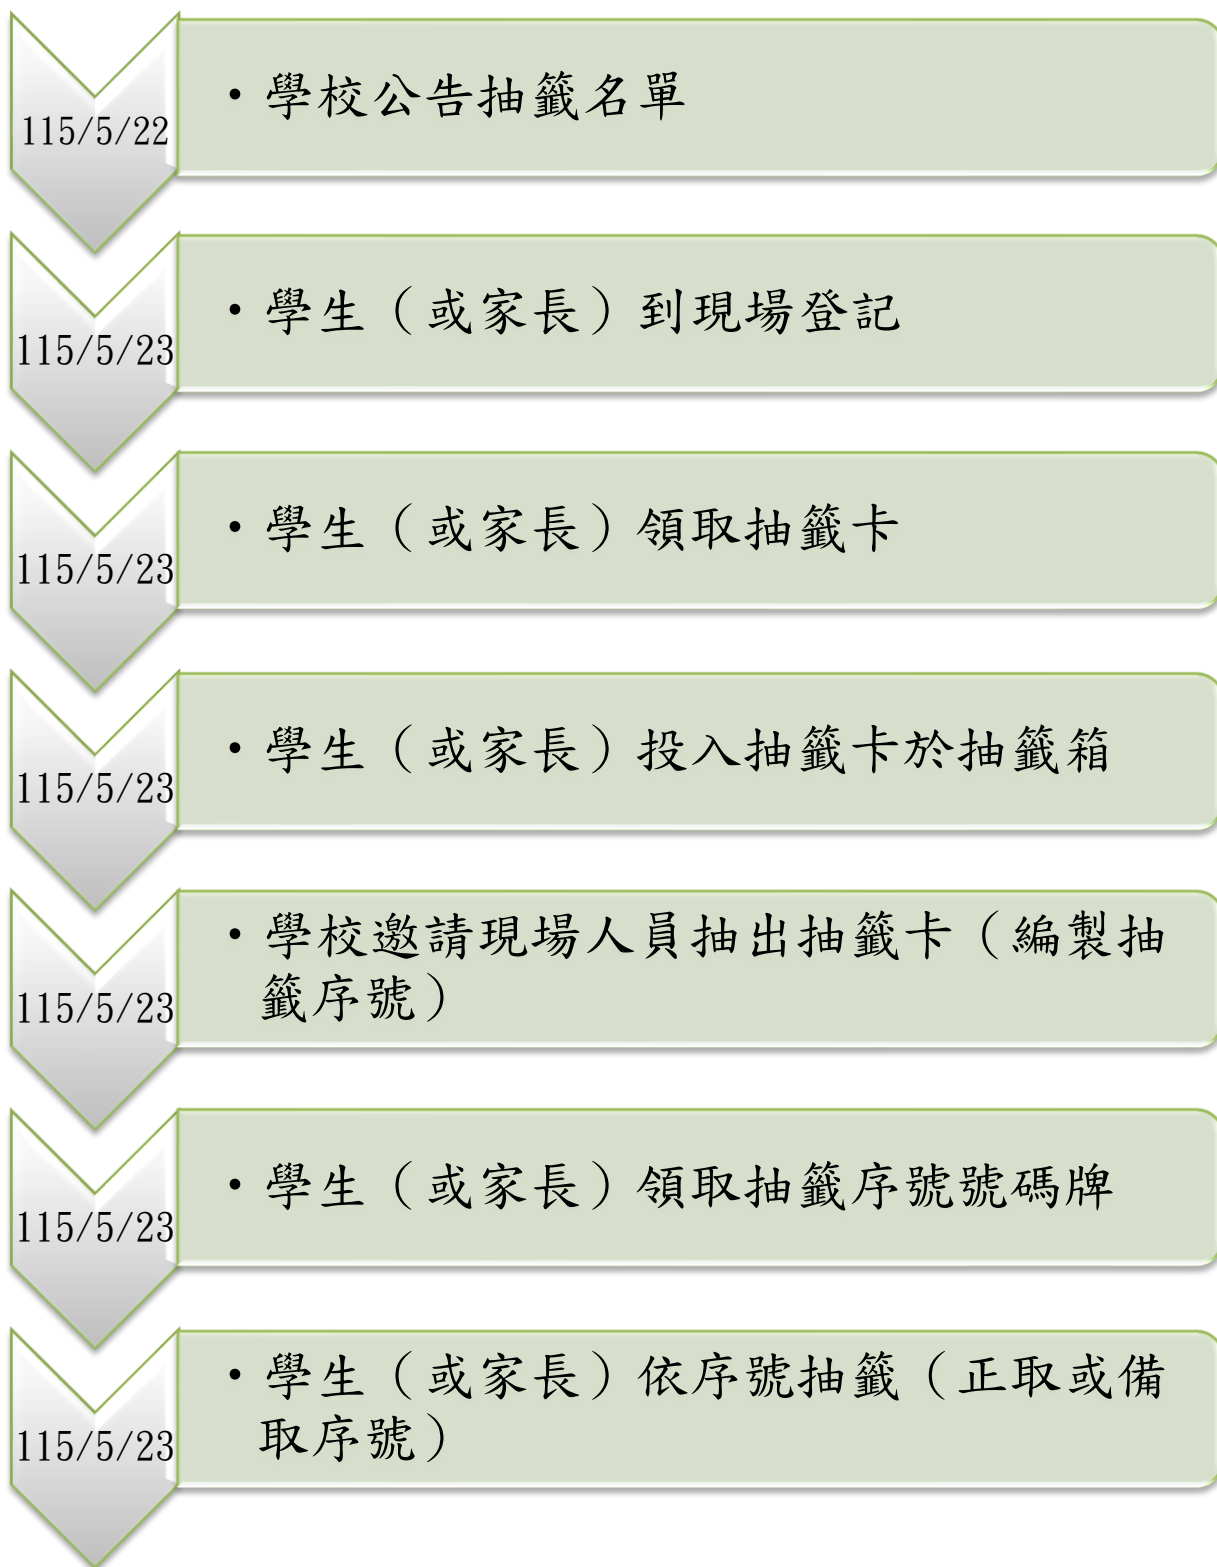 115/5/22
•學校公告抽籤名單
115/5/23
•學生（或家長）到現場登記
115/5/23
•學生（或家長）領取抽籤卡
115/5/23
•學生（或家長）投入抽籤卡於抽籤箱
115/5/23
•學校邀請現場人員抽出抽籤卡（編製抽
籤序號）
115/5/23
•學生（或家長）領取抽籤序號號碼牌
115/5/23
•學生（或家長）依序號抽籤（正取或備
取序號）